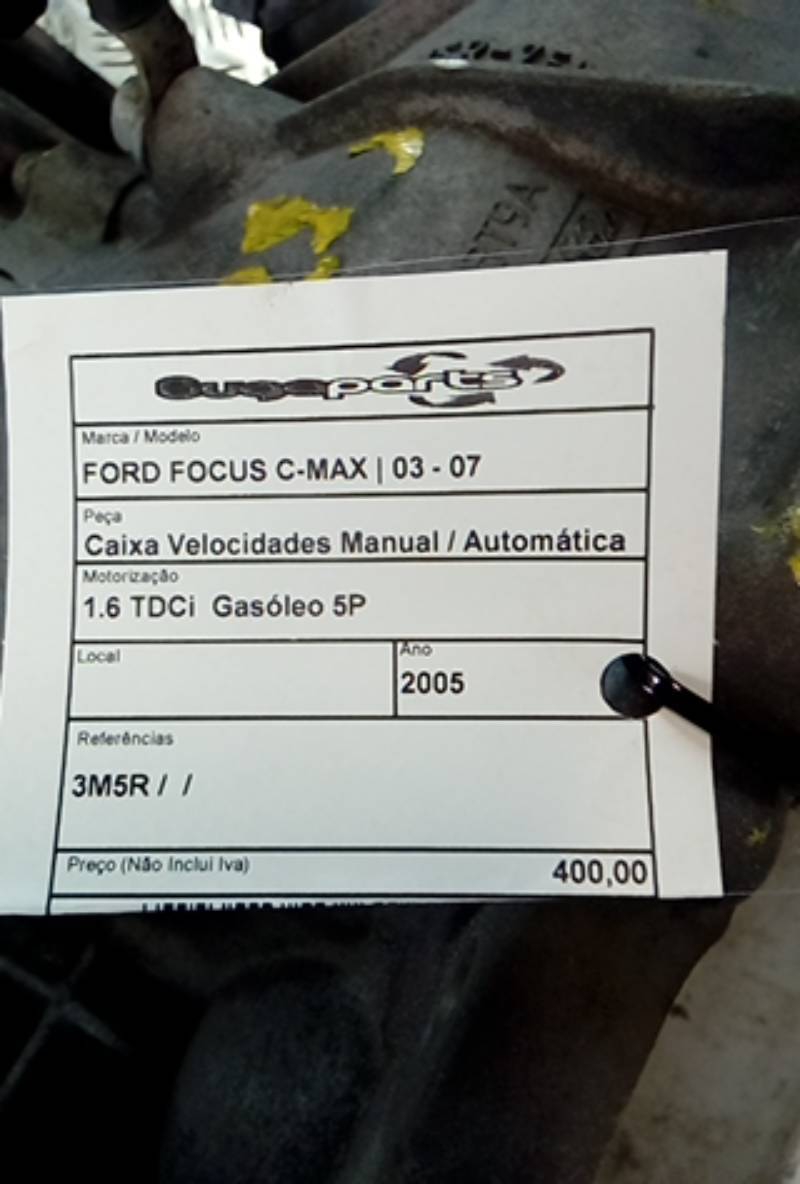 parts
Marca / Modelo
FORD FOCUS C-MAX | 03 - 07
Peça
Caixa Velocidades Manual / Automática
Motorização
1.6 TDCi Gasóleo 5P
Local
Ano
2005
Referências
3M5R / /
Preço (Não Inclui Iva)
400,00